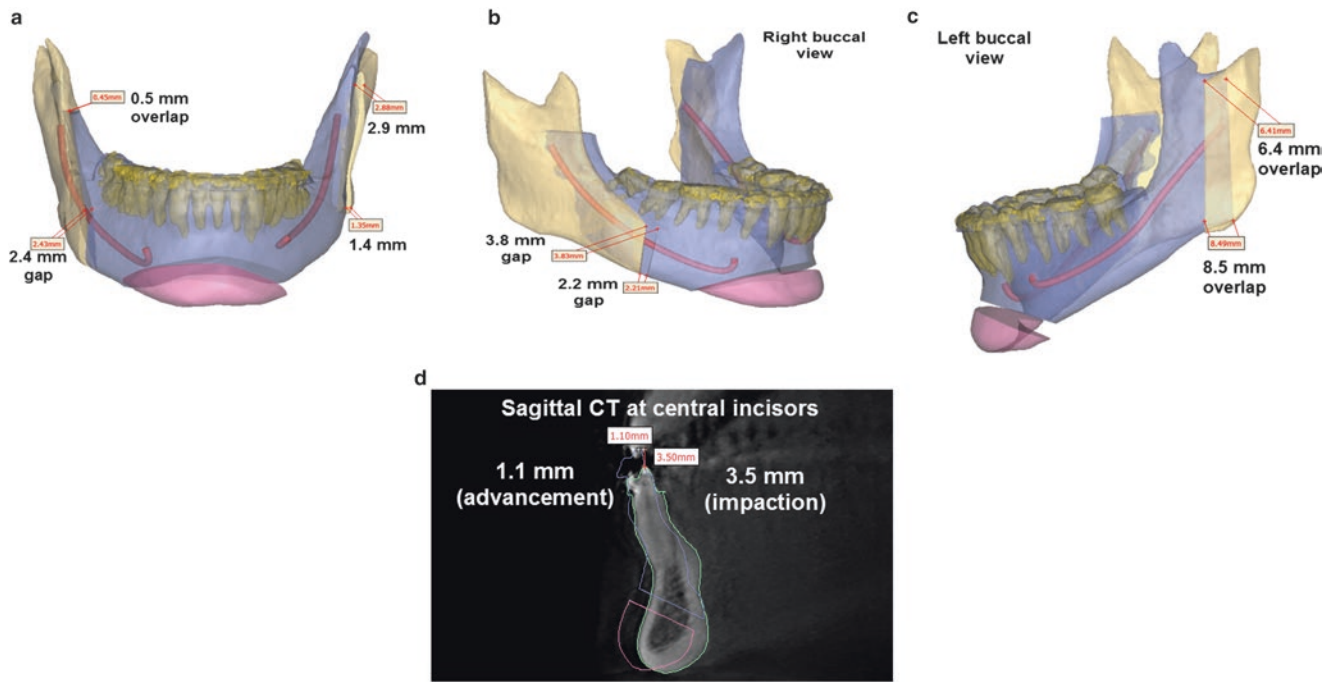 a
0.45mm
0.5 mm
overlap
2.88mm
2.9 mm
2.43mm
2.4 mm
gap
1.35mm
1.4 mm
b
Right buccal
view
3.8 mm
gap
3.83mm
2.2 mm
gap
2.21mm
c
Left buccal
view
6.41mm
6.4 mm
overlap
8.49mm
8.5 mm
overlap
d
Sagittal CT at central incisors
1.10mm
3.50mm
1.1 mm
(advancement)
3.5 mm
(impaction)